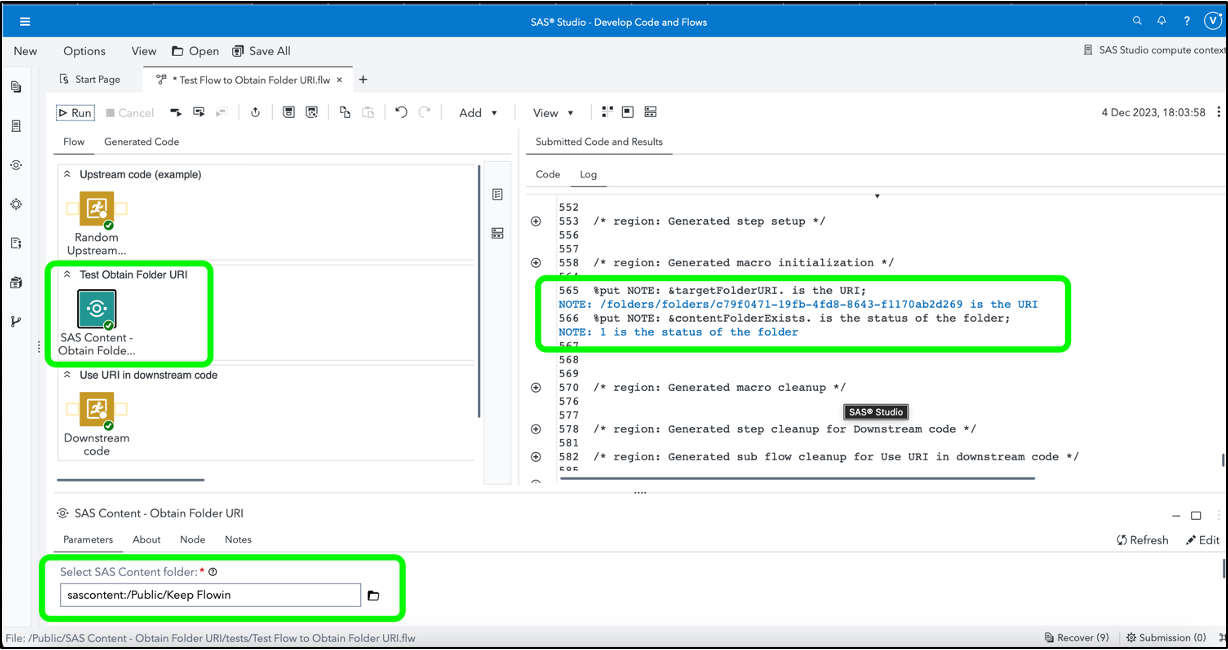 SAS® Studio - Develop Code and Flows
New Options View Open Save All
SAS Studio compute context
Start Page
* Test Flow to Obtain Folder URI.flw × +
Run Cancel Add View
4 Dec 2023, 18:03:58
Flow Generated Code
Submitted Code and Results
Code Log
Upstream code (example)
Random
Upstream...
Test Obtain Folder URI
SAS Content -
Obtain Folde...
Use URI in downstream code
Downstream
code
552
553 /* region: Generated step setup */
556
557
558 /* region: Generated macro initialization */
564
565 %put NOTE: &targetFolderURI. is the URI;
NOTE: /folders/folders/c79f0471-19fb-4fd8-8643-f1170ab2d269 is the URI
566 %put NOTE: &contentFolderExists. is the status of the folder;
NOTE: 1 is the status of the folder
567
568
569
570 /* region: Generated macro cleanup */
576
577
SAS® Studio
578 /* region: Generated step cleanup for Downstream code */
581
582 /* region: Generated sub flow cleanup for Use URI in downstream code */
585
SAS Content - Obtain Folder URI
Parameters About Node Notes
Refresh Edit
Select SAS Content folder: *
sascontent:/Public/Keep Flowin
File: /Public/SAS Content - Obtain Folder URI/tests/Test Flow to Obtain Folder URI.flw
Recover (9) Submission (0)